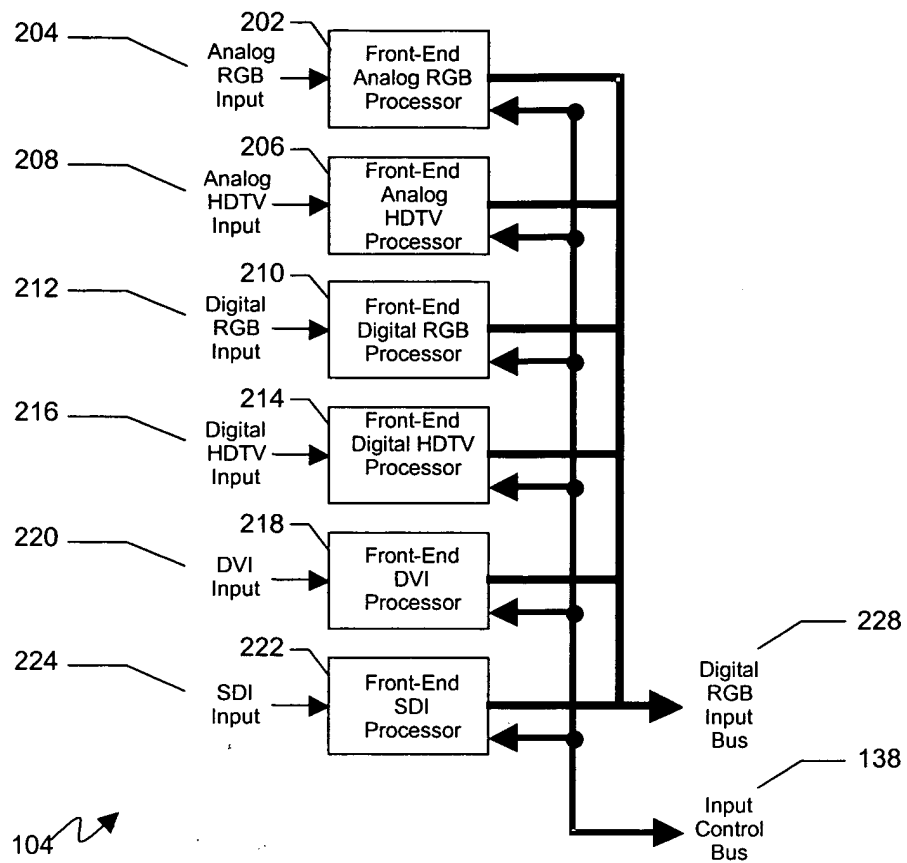 204
202
Analog
RGB
Input
Front-End
Analog RGB
Processor
208
206
Analog
HDTV
Input
Front-End
Analog
HDTV
Processor
212
210
Digital
RGB
Input
Front-End
Digital RGB
Processor
216
214
Digital
HDTV
Input
Front-End
Digital HDTV
Processor
220
218
DVI
Input
Front-End
DVI
Processor
224
222
SDI
Input
Front-End
SDI
Processor
228
Digital
RGB
Input
Bus
138
Input
Control
Bus
104